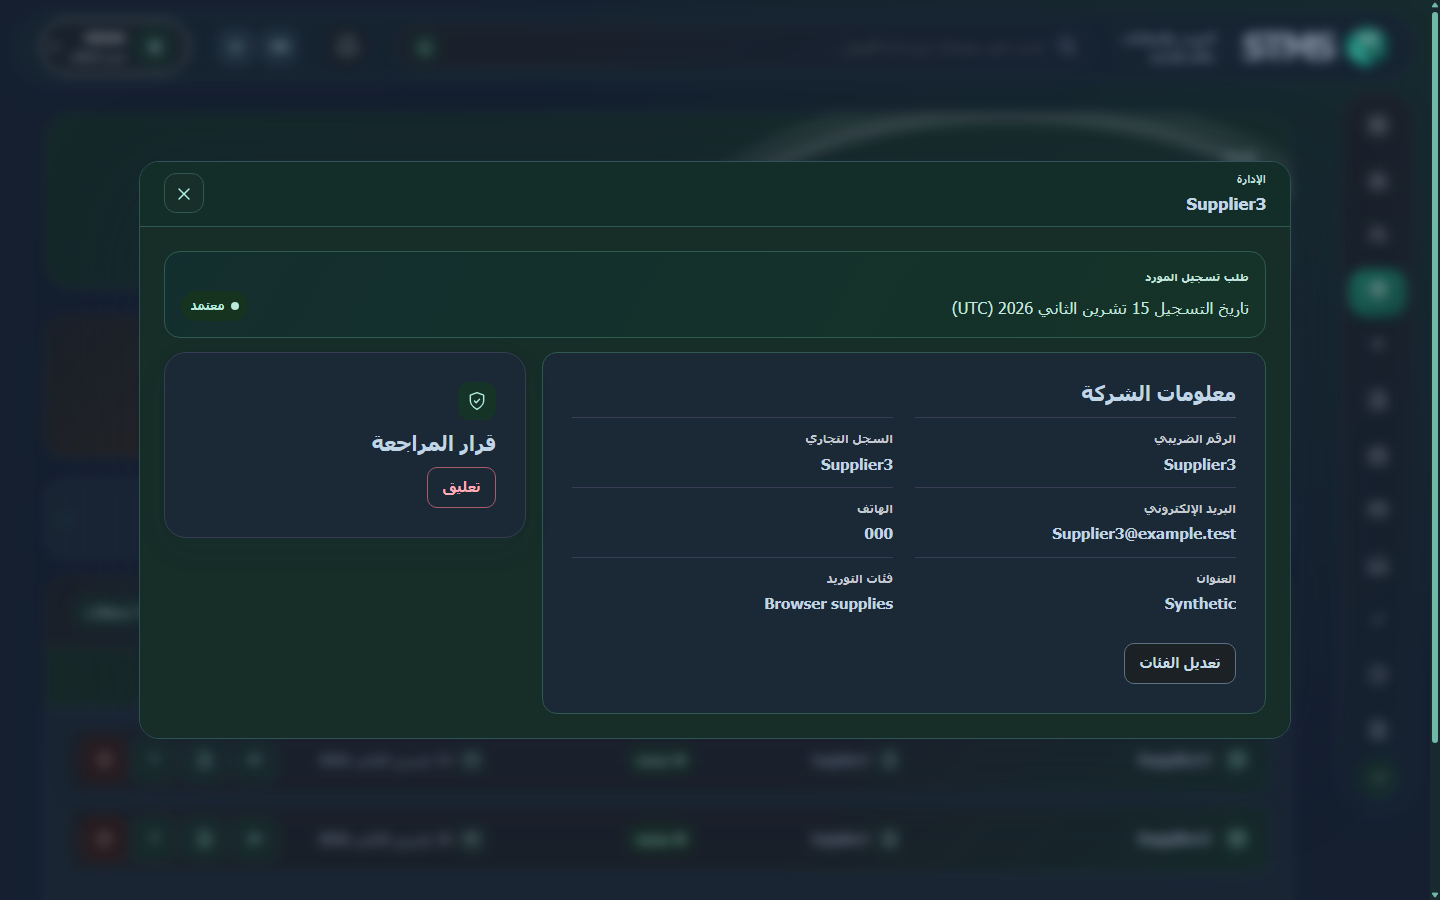 STMS
الإدارة
Supplier3
طلب تسجيل المورد
تاريخ التسجيل 15 تشرين الثاني 2026 (UTC)
معتمد
معلومات الشركة
الرقم الضريبي
Supplier3
السجل التجاري
Supplier3
البريد الإلكتروني
Supplier3@example.test
الهاتف
000
العنوان
Synthetic
فئات التوريد
Browser supplies
تعديل الفئات
قرار المراجعة
تعليق